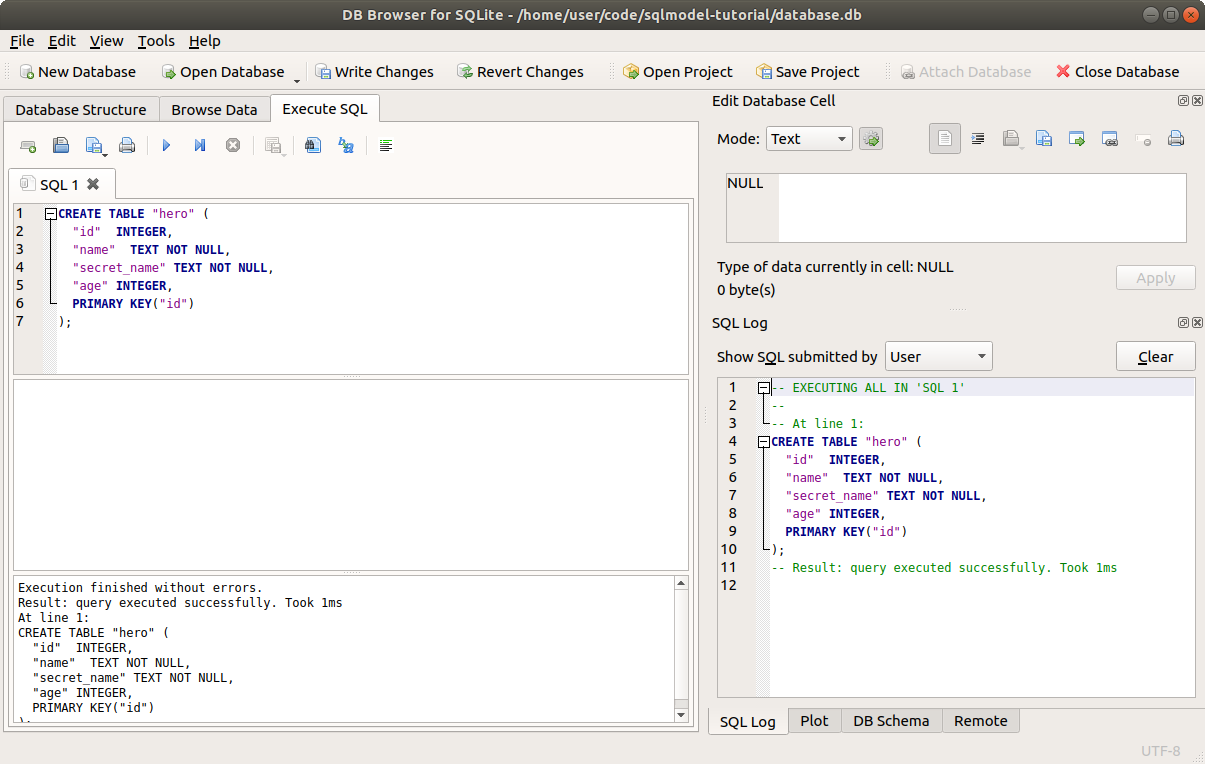 DB Browser for SQLite - /home/user/code/sqlmodel-tutorial/database.db
File Edit View Tools Help
New Database Open Database Write Changes Revert Changes Open Project Save Project Attach Database Close Database
Database Structure Browse Data Execute SQL
SQL 1
1 CREATE TABLE "hero" (
2 "id"  INTEGER,
3 "name"  TEXT NOT NULL,
4 "secret_name" TEXT NOT NULL,
5 "age" INTEGER,
6 PRIMARY KEY("id")
7 );
Execution finished without errors.
Result: query executed successfully. Took 1ms
At line 1:
CREATE TABLE "hero" (
"id"  INTEGER,
"name"  TEXT NOT NULL,
"secret_name" TEXT NOT NULL,
"age" INTEGER,
PRIMARY KEY("id")
);
Edit Database Cell
Mode: Text
NULL
Type of data currently in cell: NULL
0 byte(s)
Apply
SQL Log
Show SQL submitted by User Clear
1 -- EXECUTING ALL IN 'SQL 1'
2 --
3 -- At line 1:
4 CREATE TABLE "hero" (
5 "id"  INTEGER,
6 "name"  TEXT NOT NULL,
7 "secret_name" TEXT NOT NULL,
8 "age" INTEGER,
9 PRIMARY KEY("id")
10 );
11 -- Result: query executed successfully. Took 1ms
12
SQL Log Plot DB Schema Remote
UTF-8